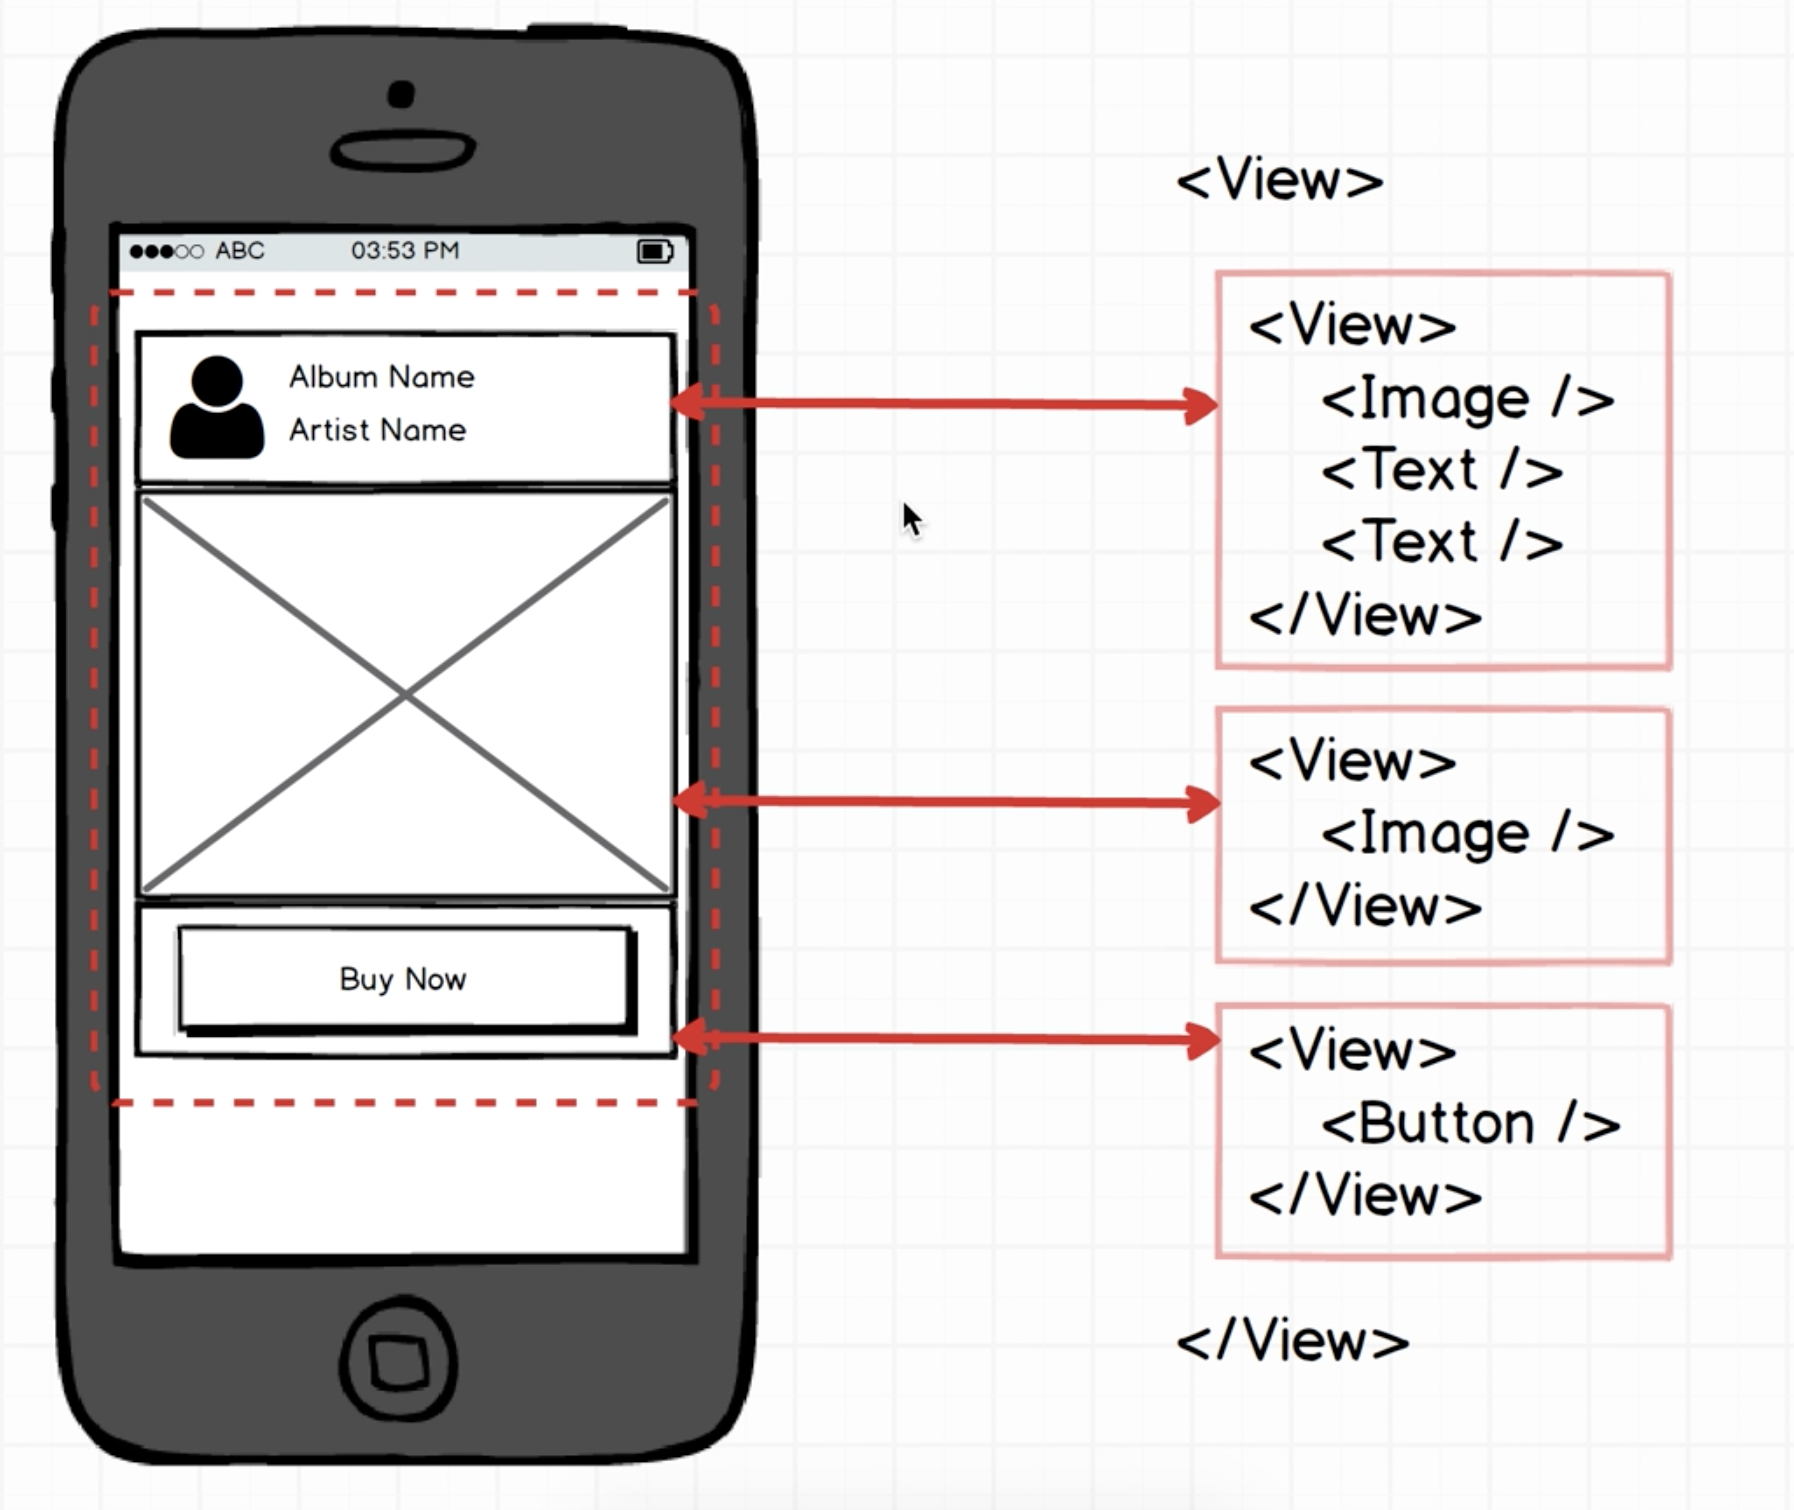 ABC 03:53 PM
Album Name
Artist Name
Buy Now
<View>
<View>
<Image />
<Text />
<Text />
</View>
<View>
<Image />
</View>
<View>
<Button />
</View>
</View>